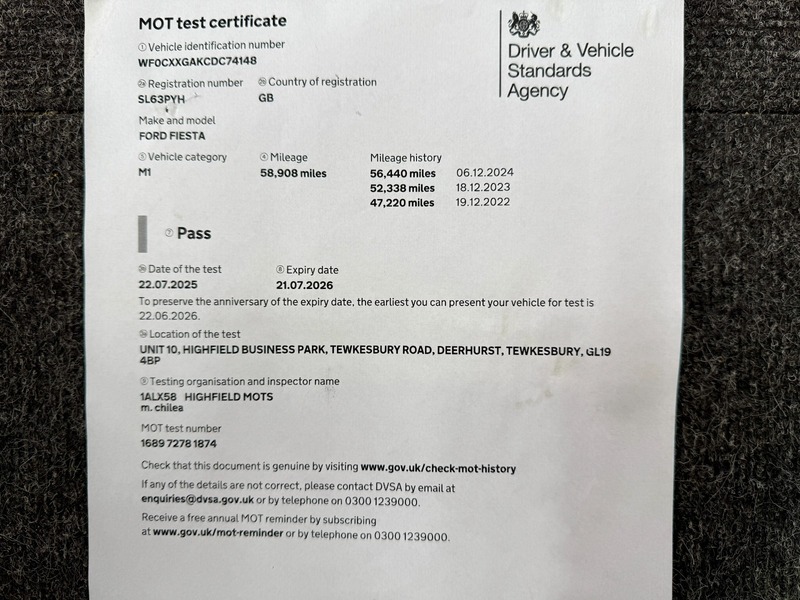 MOT test certificate
Driver & Vehicle
Standards
Agency
① Vehicle identification number
WF0CXXGAKCDC74148
Registration number Country of registration
SL63PYH GB
Make and model
FORD FIESTA
Vehicle category Mileage Mileage history
M1 58,908 miles 56,440 miles 06.12.2024
52,338 miles 18.12.2023
47,220 miles 19.12.2022
⑦ Pass
Date of the test ⑧ Expiry date
22.07.2025 21.07.2026
To preserve the anniversary of the expiry date, the earliest you can present your vehicle for test is
22.06.2026.
Location of the test
UNIT 10, HIGHFIELD BUSINESS PARK, TEWKESBURY ROAD, DEERHURST, TEWKESBURY, GL19
4BP
Testing organisation and inspector name
1ALX58 HIGHFIELD MOTS
m. chilea
MOT test number
1689 7278 1874
Check that this document is genuine by visiting www.gov.uk/check-mot-history
If any of the details are not correct, please contact DVSA by email at
enquiries@dvsa.gov.uk or by telephone on 0300 1239000.
Receive a free annual MOT reminder by subscribing
at www.gov.uk/mot-reminder or by telephone on 0300 1239000.